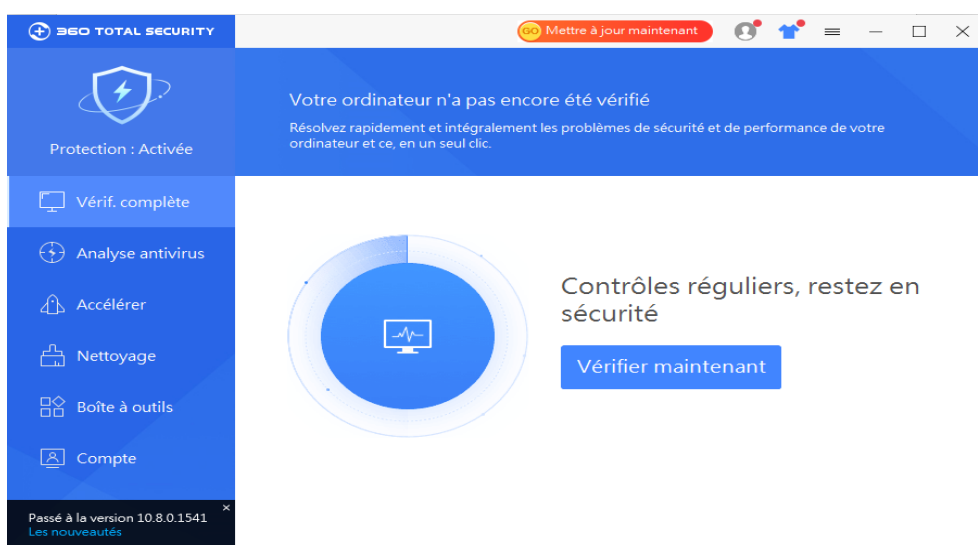 360 TOTAL SECURITY
GO Mettre à jour maintenant
Protection : Activée
Votre ordinateur n'a pas encore été vérifié
Résolvez rapidement et intégralement les problèmes de sécurité et de performance de votre
ordinateur et ce, en un seul clic.
Vérif. complète
Analyse antivirus
Accélérer
Nettoyage
Boîte à outils
Compte
Contrôles réguliers, restez en
sécurité
Vérifier maintenant
Passé à la version 10.8.0.1541
Les nouveautés